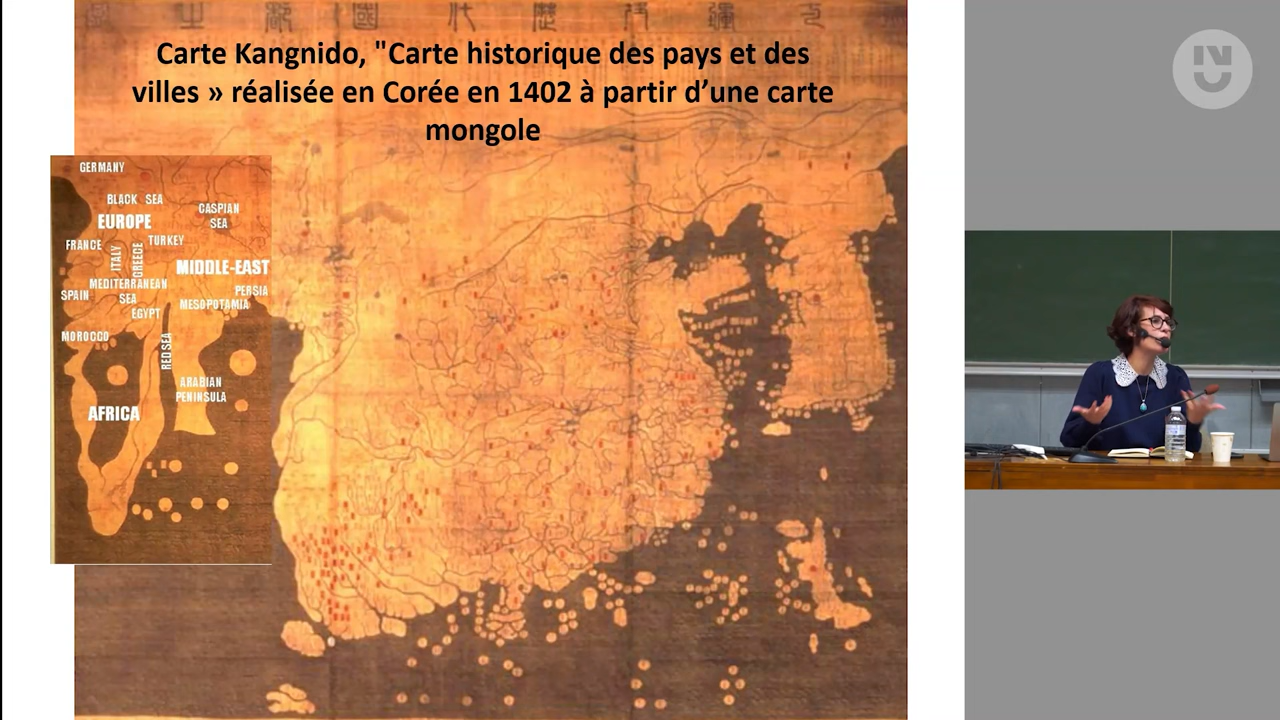 Carte Kangnido, "Carte historique des pays et des
villes » réalisée en Corée en 1402 à partir d’une carte
mongole
GERMANY
BLACK SEA
CASPIAN
SEA
EUROPE
FRANCE
ITALY
GREECE
TURKEY
MIDDLE-EAST
MEDITERRANEAN
SEA
SPAIN
PERSIA
MESOPOTAMIA
EGYPT
MOROCCO
RED SEA
ARABIAN
PENINSULA
AFRICA